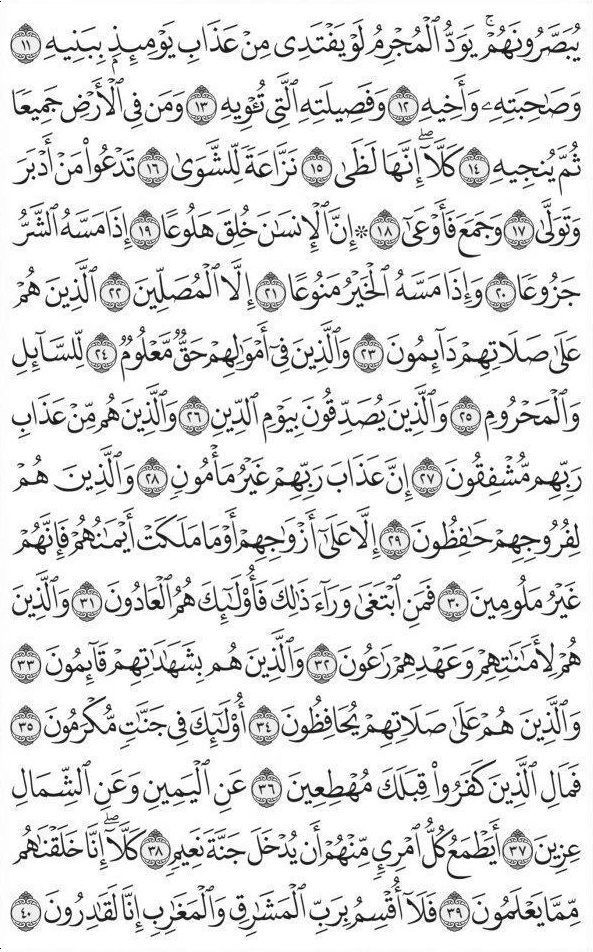 يُبَصَّرُونَهُمْ ۚ يَوَدُّ ٱلْمُجْرِمُ لَوْ يَفْتَدِى مِنْ عَذَابِ يَوْمِئِذٍۭ بِبَنِيهِ ١١
وَصَٰحِبَتِهِۦ وَأَخِيهِ ١٢ وَفَصِيلَتِهِ ٱلَّتِى تُـْٔوِيهِ ١٣ وَمَن فِى ٱلْأَرْضِ جَمِيعًا
ثُمَّ يُنجِيهِ ١٤ كَلَّآ ۖ إِنَّهَا لَظَىٰ ١٥ نَزَّاعَةً لِّلشَّوَىٰ ١٦ تَدْعُوا۟ مَنْ أَدْبَرَ
وَتَوَلَّىٰ ١٧ وَجَمَعَ فَأَوْعَىٰٓ ١٨ ۞ إِنَّ ٱلْإِنسَٰنَ خُلِقَ هَلُوعًا ١٩ إِذَا مَسَّهُ ٱلشَّرُّ
جَزُوعًا ٢٠ وَإِذَا مَسَّهُ ٱلْخَيْرُ مَنُوعًا ٢١ إِلَّا ٱلْمُصَلِّينَ ٢٢ ٱلَّذِينَ هُمْ
عَلَىٰ صَلَاتِهِمْ دَآئِمُونَ ٢٣ وَٱلَّذِينَ فِىٓ أَمْوَٰلِهِمْ حَقٌّ مَّعْلُومٌ ٢٤ لِّلسَّآئِلِ
وَٱلْمَحْرُومِ ٢٥ وَٱلَّذِينَ يُصَدِّقُونَ بِيَوْمِ ٱلدِّينِ ٢٦ وَٱلَّذِينَ هُم مِّنْ عَذَابِ
رَبِّهِم مُّشْفِقُونَ ٢٧ إِنَّ عَذَابَ رَبِّهِمْ غَيْرُ مَأْمُونٍ ٢٨ وَٱلَّذِينَ هُمْ
لِفُرُوجِهِمْ حَٰفِظُونَ ٢٩ إِلَّا عَلَىٰٓ أَزْوَٰجِهِمْ أَوْ مَا مَلَكَتْ أَيْمَٰنُهُمْ فَإِنَّهُمْ
غَيْرُ مَلُومِينَ ٣٠ فَمَنِ ٱبْتَغَىٰ وَرَآءَ ذَٰلِكَ فَأُو۟لَٰٓئِكَ هُمُ ٱلْعَادُونَ ٣١ وَٱلَّذِينَ
هُمْ لِأَمَٰنَٰتِهِمْ وَعَهْدِهِمْ رَٰعُونَ ٣٢ وَٱلَّذِينَ هُم بِشَهَٰدَٰتِهِمْ قَآئِمُونَ ٣٣
وَٱلَّذِينَ هُمْ عَلَىٰ صَلَاتِهِمْ يُحَافِظُونَ ٣٤ أُو۟لَٰٓئِكَ فِى جَنَّٰتٍ مُّكْرَمُونَ ٣٥
فَمَالِ ٱلَّذِينَ كَفَرُوا۟ قِبَلَكَ مُهْطِعِينَ ٣٦ عَنِ ٱلْيَمِينِ وَعَنِ ٱلشِّمَالِ
عِزِينَ ٣٧ أَيَطْمَعُ كُلُّ ٱمْرِئٍ مِّنْهُمْ أَن يُدْخَلَ جَنَّةَ نَعِيمٍ ٣٨ كَلَّآ ۖ إِنَّا خَلَقْنَٰهُم
مِّمَّا يَعْلَمُونَ ٣٩ فَلَآ أُقْسِمُ بِرَبِّ ٱلْمَشَٰرِقِ وَٱلْمَغَٰرِبِ إِنَّا لَقَٰدِرُونَ ٤٠